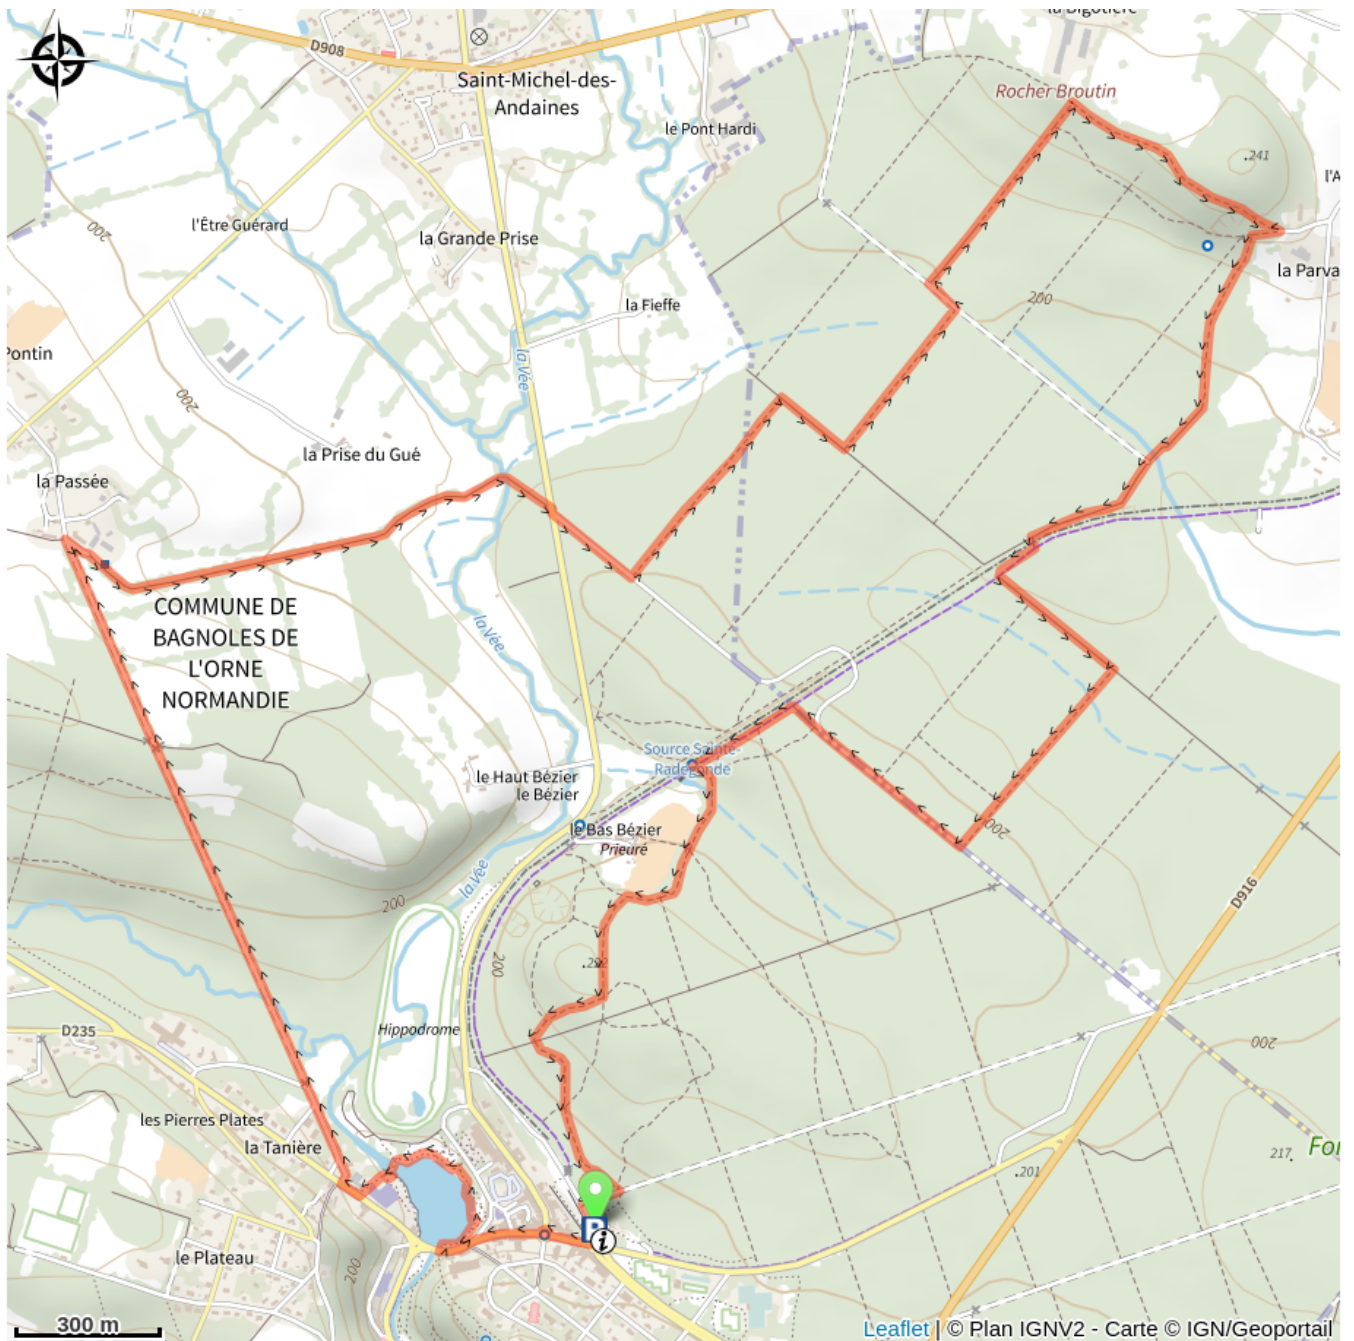 la Bigotière
D908
Saint-Michel-des-
Andaines
Rocher Broutin
le Pont Hardi
241
l'A
l'Être Guérard
200
la Grande Prise
la Parva
la Fieffe
200
Pontin
la Vée
200
la Prise du Gué
la Passée
COMMUNE DE
BAGNOLES DE
L'ORNE
NORMANDIE
la Vée
Source Sainte-
Radegonde
le Haut Bézier
le Bézier
le Bas Bézier
Prieuré
200
la Vée
200
D916
200
Hippodrome
D235
200
les Pierres Plates
la Tanière
217
For
201
P
i
le Plateau
200
300 m
Leaflet | © Plan IGNV2 - Carte © IGN/Geoportail